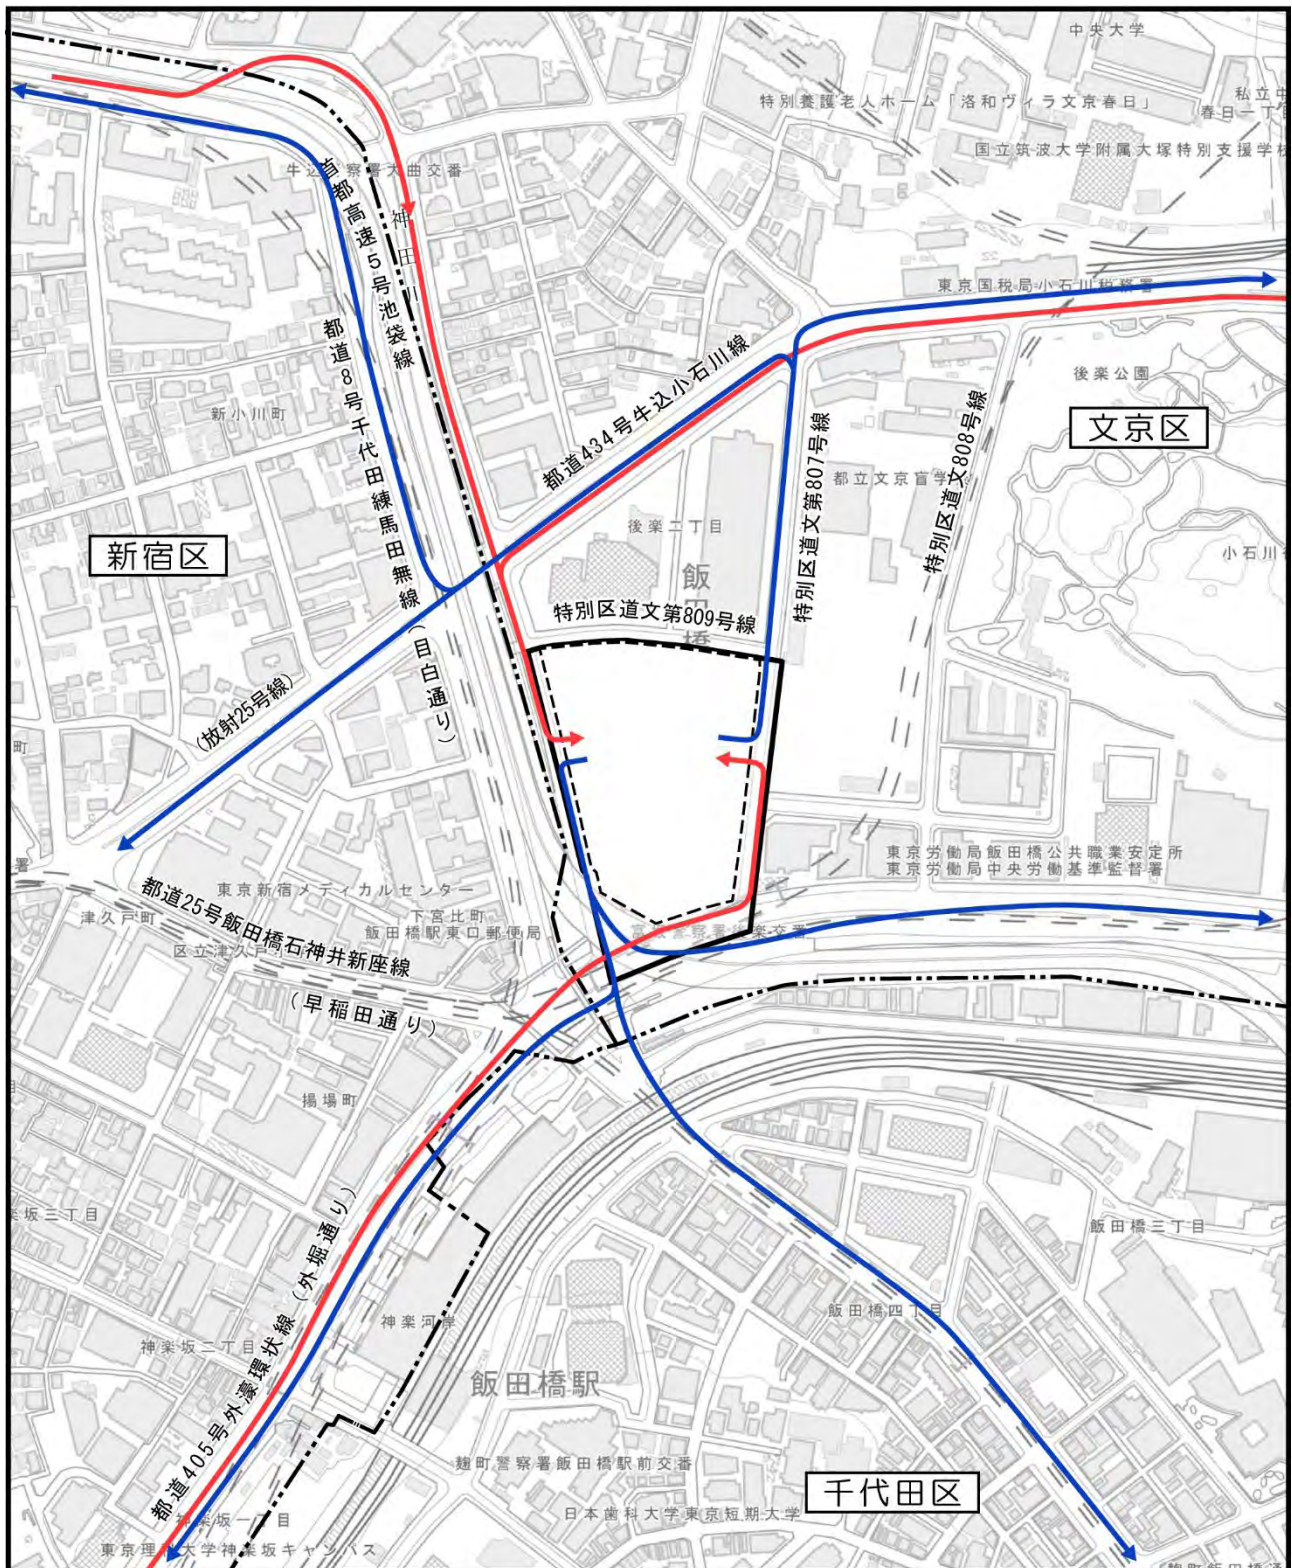 中央大学
特別養護老人ホーム「洛和ヴィラ文京春日」
私立中
春日一丁目
国立筑波大学附属大塚特別支援学校
首都高速5号池袋線
神田川
東京国税局小石川税務署
都道8号千代田練馬田無線(目白通り)
新小川町
都道434号牛込小石川線
後楽公園
文京区
特別区道文第807号線
特別区道文808号線
都立文京盲学
後楽二丁目
小石川
新宿区
飯田橋
特別区道文第809号線
(放射25号線)
町
署
東京労働局飯田橋公共職業安定所
東京労働局中央労働基準監督署
東京新宿メディカルセンター
津久戸町
都道25号飯田橋石神井新座線
下宮比町
飯田橋駅東口郵便局
区立津久戸
(早稲田通り)
揚場町
楽坂三丁目
飯田橋三丁目
都道405号外濠環状線(外堀通り)
飯田橋四丁目
神楽河岸
神楽坂二丁目
飯田橋駅
麹町警察署飯田橋駅前交番
千代田区
日本歯科大学東京短期大学
神楽坂一丁目
東京理科大学神楽坂キャンパス